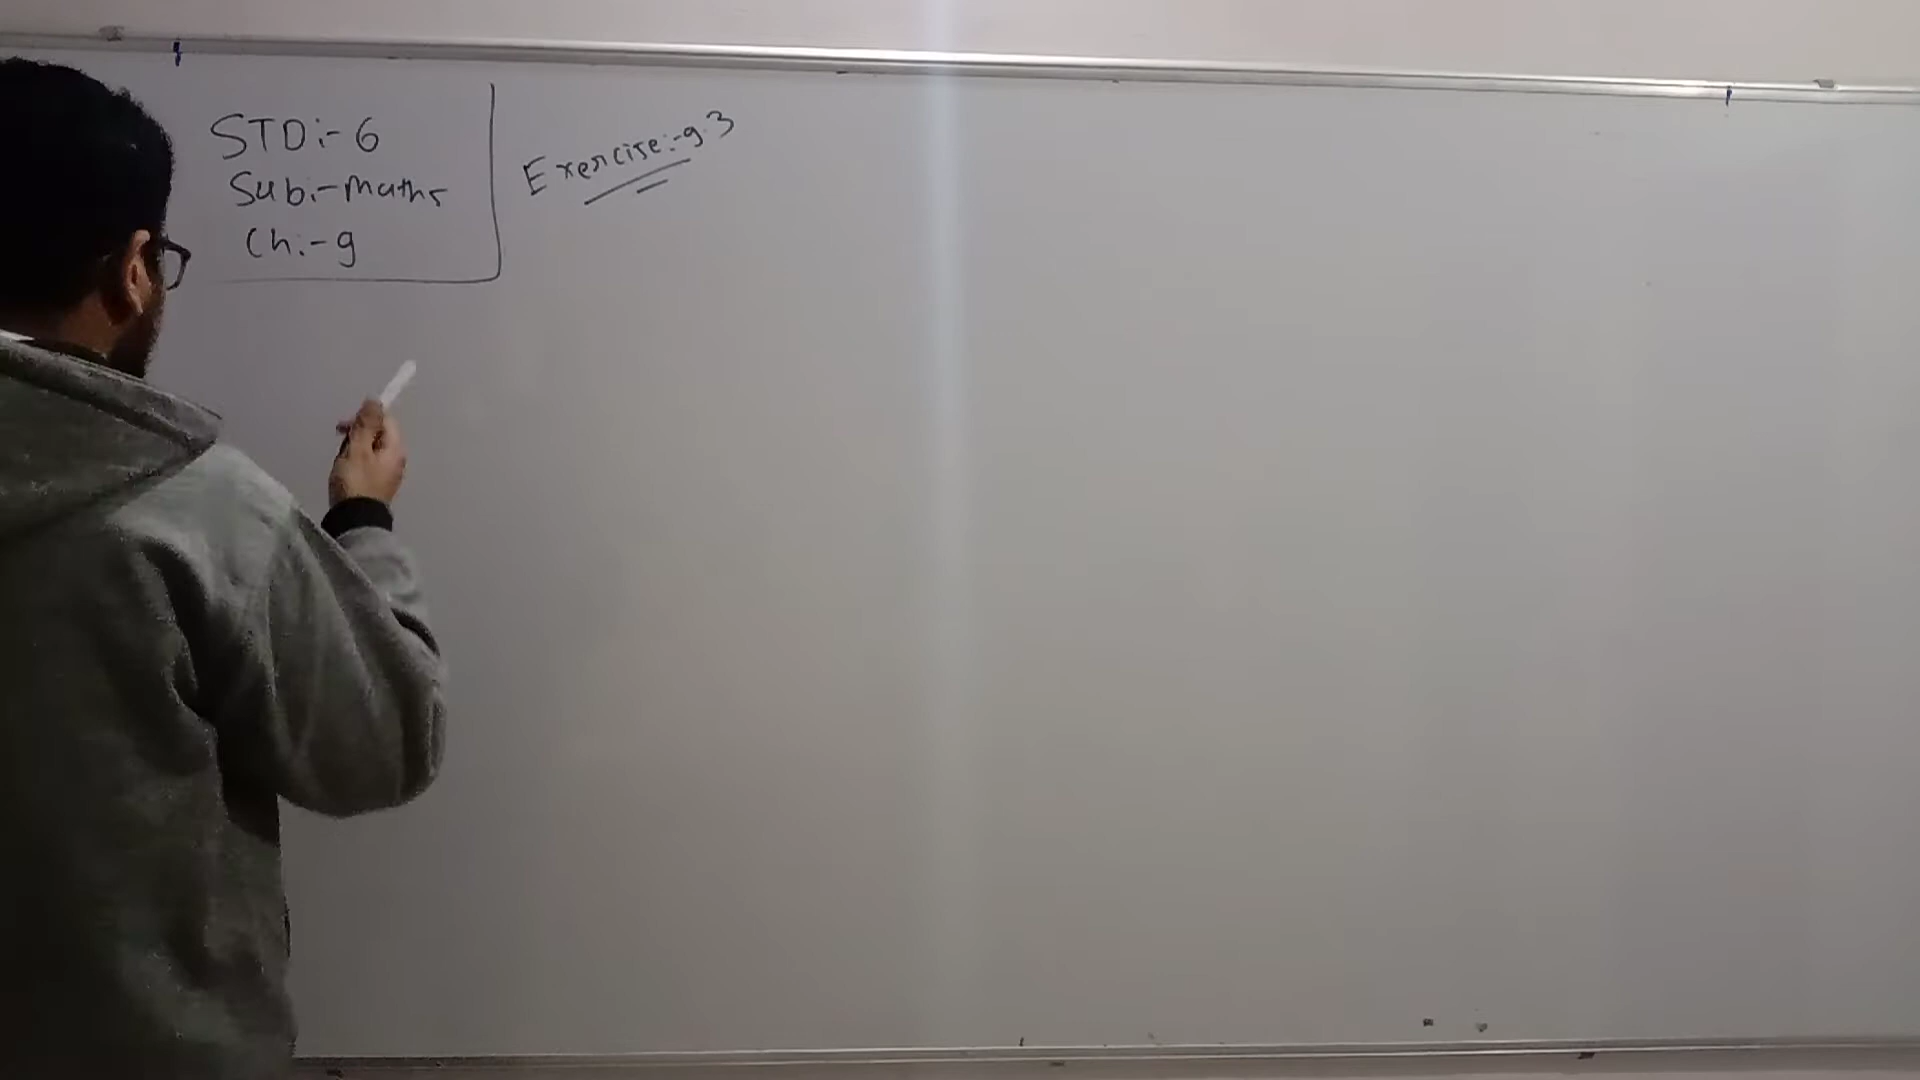 STD:- 6
Sub:- maths
Ch:- 9
Exercise:- 9.3